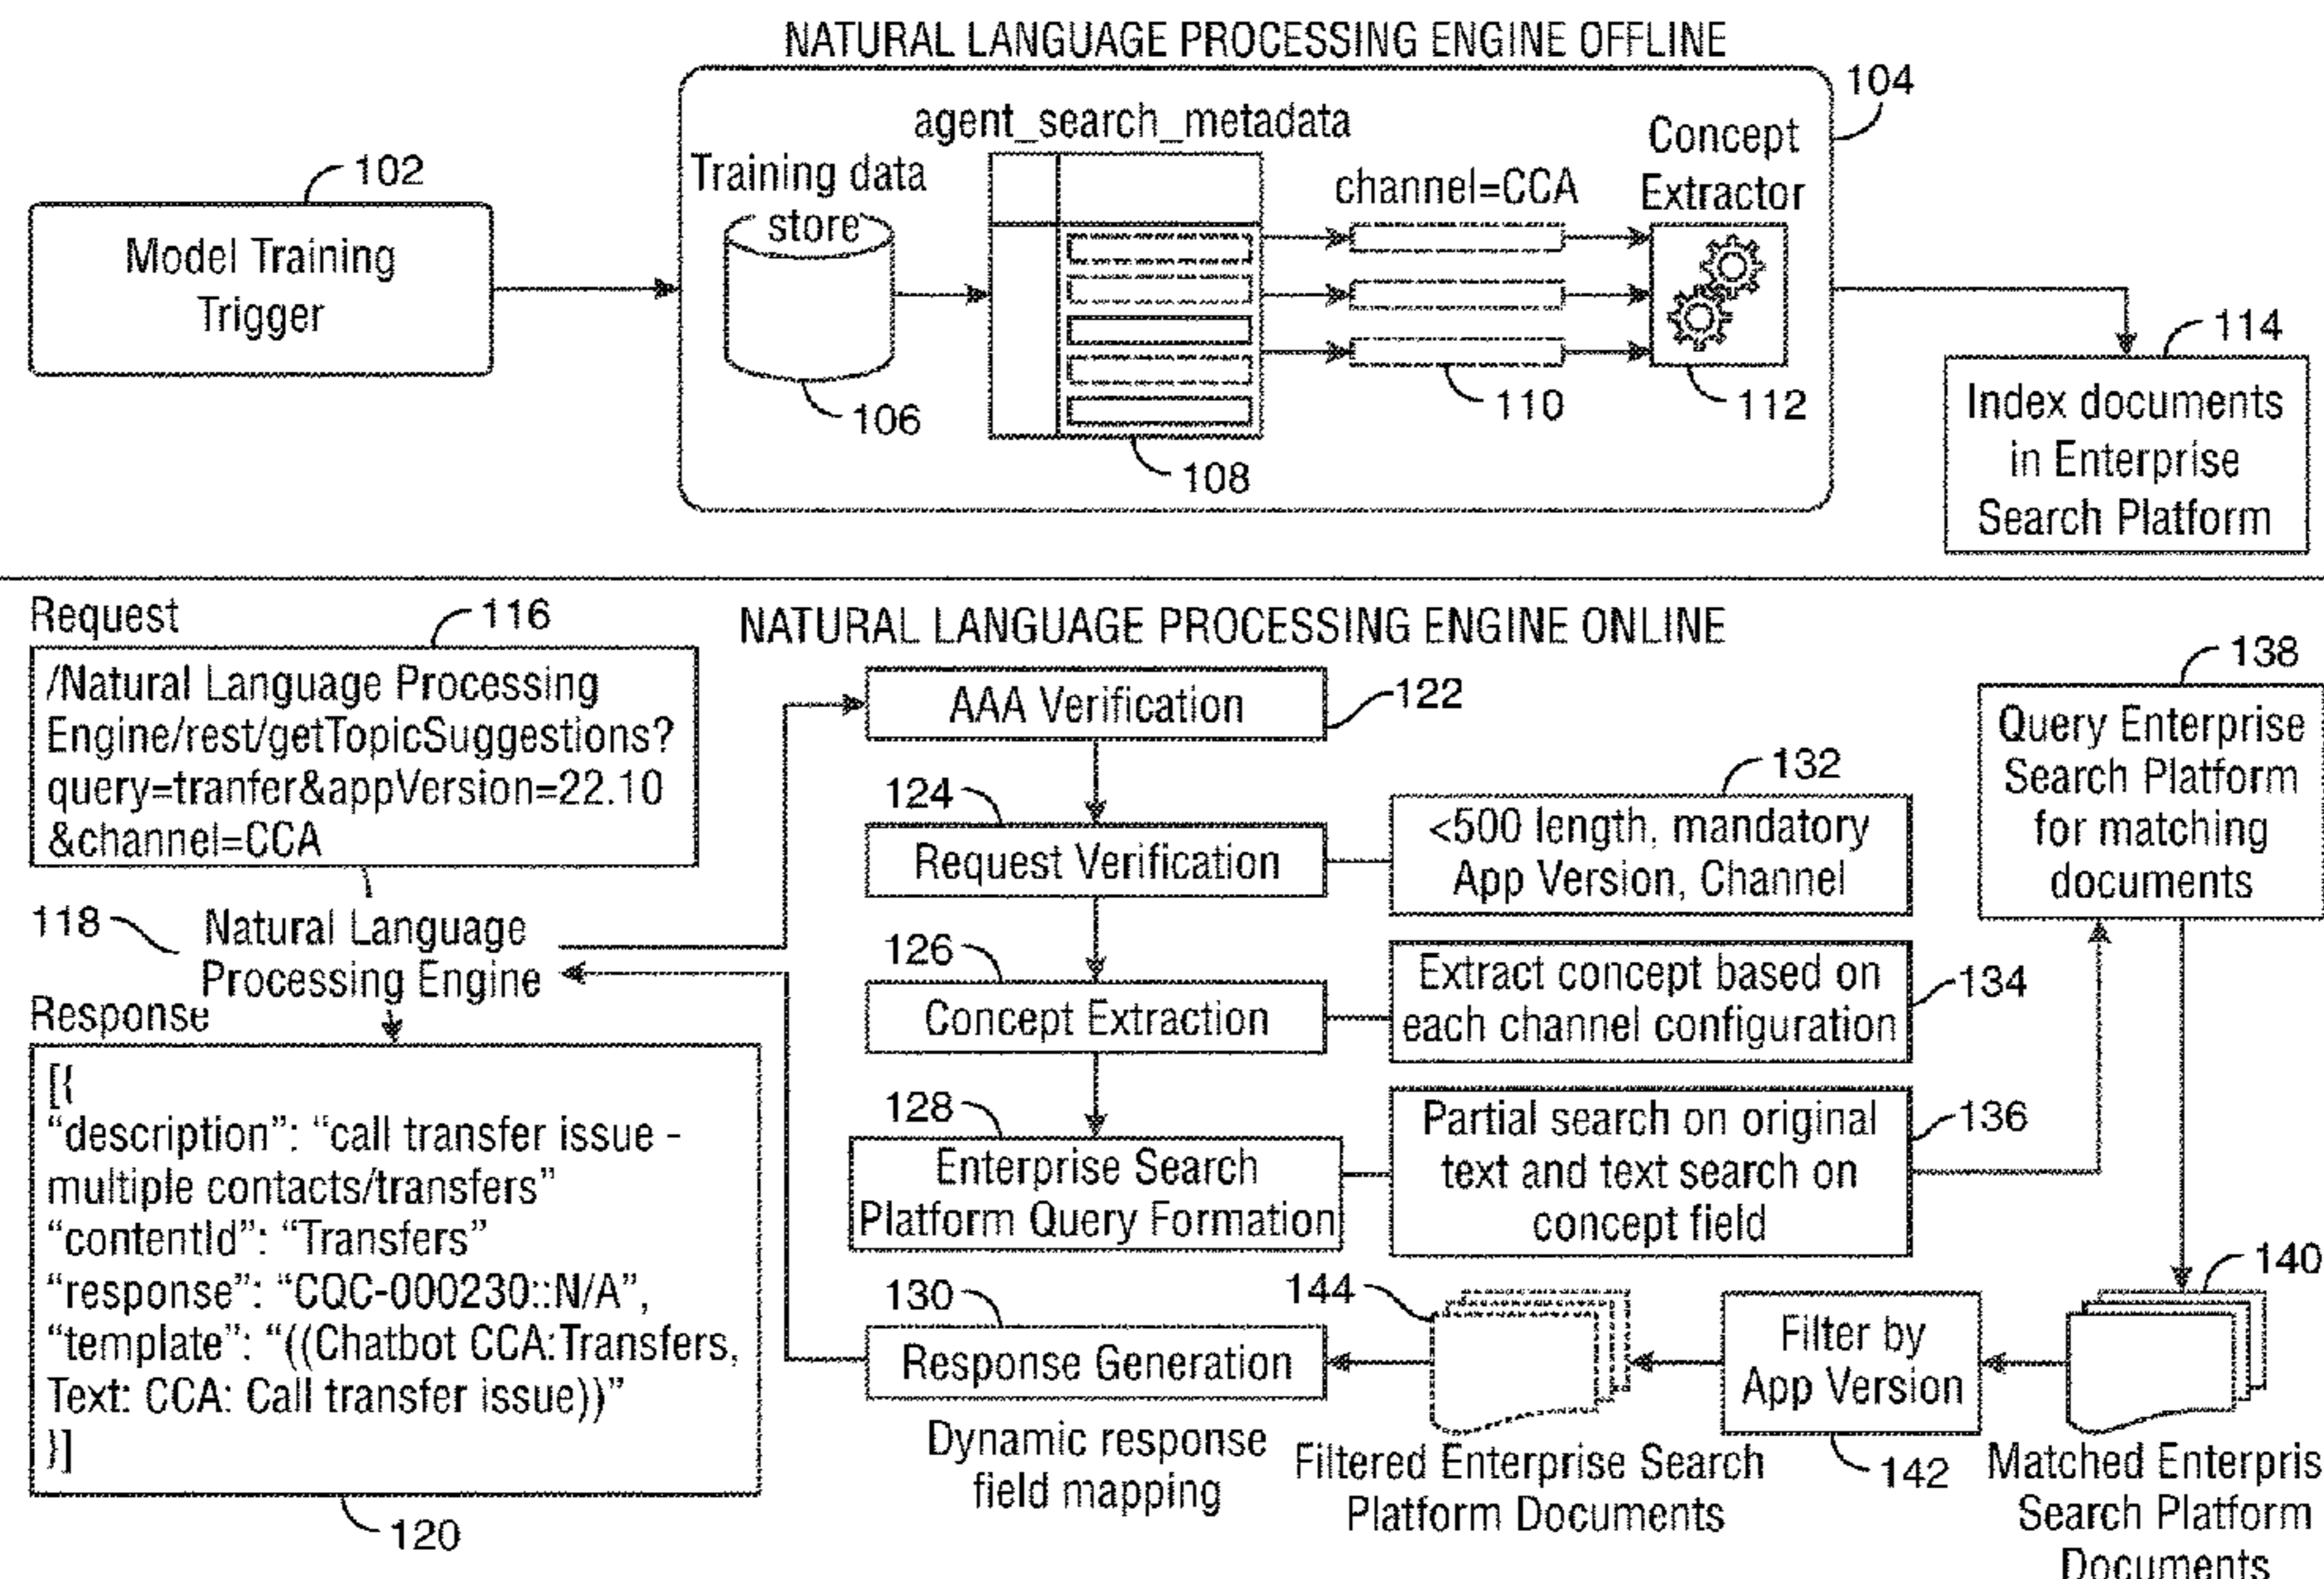 NATURAL LANGUAGE PROCESSING ENGINE OFFLINE
104
102
Model Training
Trigger
Training data
store
106
agent_search_metadata
108
channel=CCA
110
Concept
Extractor
112
114
Index documents
in Enterprise
Search Platform
NATURAL LANGUAGE PROCESSING ENGINE ONLINE
Request
116
/Natural Language Processing
Engine/rest/getTopicSuggestions?
query=tranfer&appVersion=22.10
&channel=CCA
118
Natural Language
Processing Engine
Response
[{
“description”: “call transfer issue -
multiple contacts/transfers”
“contentId”: “Transfers”
“response”: “CQC-000230::N/A”,
“template”: “((Chatbot CCA:Transfers,
Text: CCA: Call transfer issue))”
}]
120
AAA Verification
122
124
Request Verification
132
<500 length, mandatory
App Version, Channel
126
Concept Extraction
Extract concept based on
each channel configuration
134
128
Enterprise Search
Platform Query Formation
Partial search on original
text and text search on
concept field
136
138
Query Enterprise
Search Platform
for matching
documents
140
Matched Enterpris
Search Platform
Documents
Filter by
App Version
142
144
Filtered Enterprise Search
Platform Documents
130
Response Generation
Dynamic response
field mapping